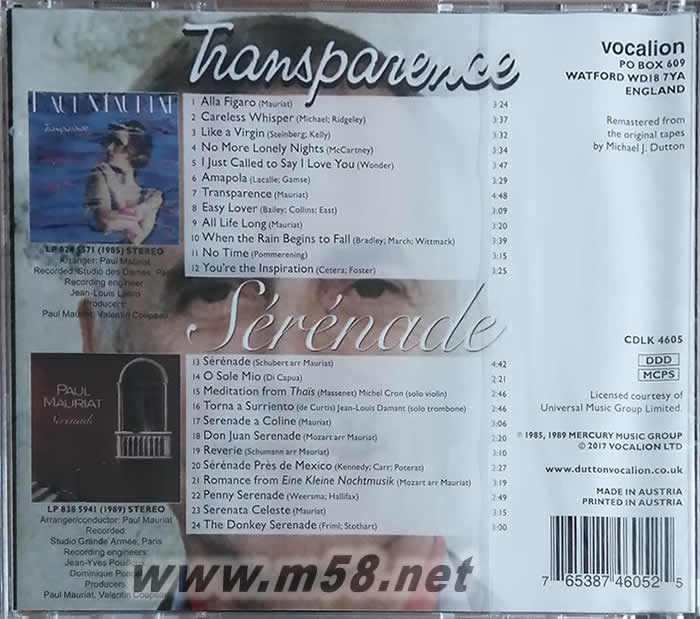 Transparence
vocalion
PO BOX 609
WATFORD WD18 7YA
ENGLAND
Remastered from
the original tapes
by Michael J. Dutton
PAUL MAURIAT
Transparence
LP 824 5571 (1985) STEREO
Arranger: Paul Mauriat
Recorded: Studio des Dames, Paris
Recording engineer
Jean-Louis
Producers:
Paul Mauriat, Valentin Coupeau
1 Alla Figaro (Mauriat) 3:24
2 Careless Whisper (Michael; Ridgeley) 3:37
3 Like a Virgin (Steinberg; Kelly) 3:32
4 No More Lonely Nights (McCartney) 3:34
5 I Just Called to Say I Love You (Wonder) 3:47
6 Amapola (Lacalle; Gamse) 3:29
7 Transparence (Mauriat) 4:48
8 Easy Lover (Bailey; Collins; East) 3:09
9 All Life Long (Mauriat) 3:20
10 When the Rain Begins to Fall (Bradley; March; Wittmack) 3:39
11 No Time (Pommerening) 3:15
12 You're the Inspiration (Cetera; Foster) 3:25
Sérénade
PAUL
MAURIAT
Sérénade
LP 838 5941 (1989) STEREO
Arranger/conductor: Paul Mauriat
Recorded:
Studio Grande Armée, Paris
Recording engineers:
Jean-Yves
Dominique
Producers
Paul Mauriat, Valentin Coupeau
13 Sérénade (Schubert arr Mauriat) 4:42
14 O Sole Mio (Di Capua) 2:21
15 Meditation from Thaïs (Massenet) Michel Cron (solo violin) 2:46
16 Torna a Surriento (de Curtis) Jean-Louis Damant (solo trombone) 2:46
17 Serenade a Coline (Mauriat) 3:06
18 Don Juan Serenade (Mozart arr Mauriat) 2:20
19 Reverie (Schumann arr Mauriat) 3:10
20 Sérénade Près de Mexico (Kennedy; Carr; Poterat) 2:27
21 Romance from Eine Kleine Nachtmusik (Mozart arr Mauriat) 3:19
22 Penny Serenade (Weersma; Hallifax) 2:49
23 Serenata Celeste (Mauriat) 3:15
24 The Donkey Serenade (Friml; Stothart) 3:00
CDLK 4605
DDD
MCPS
Licensed courtesy of
Universal Music Group Limited.
℗ 1985, 1989 MERCURY MUSIC GROUP
© 2017 VOCALION LTD
www.duttonvocalion.co.uk
MADE IN AUSTRIA
PRINTED IN AUSTRIA
7 65387 46052 5
www.m58.net